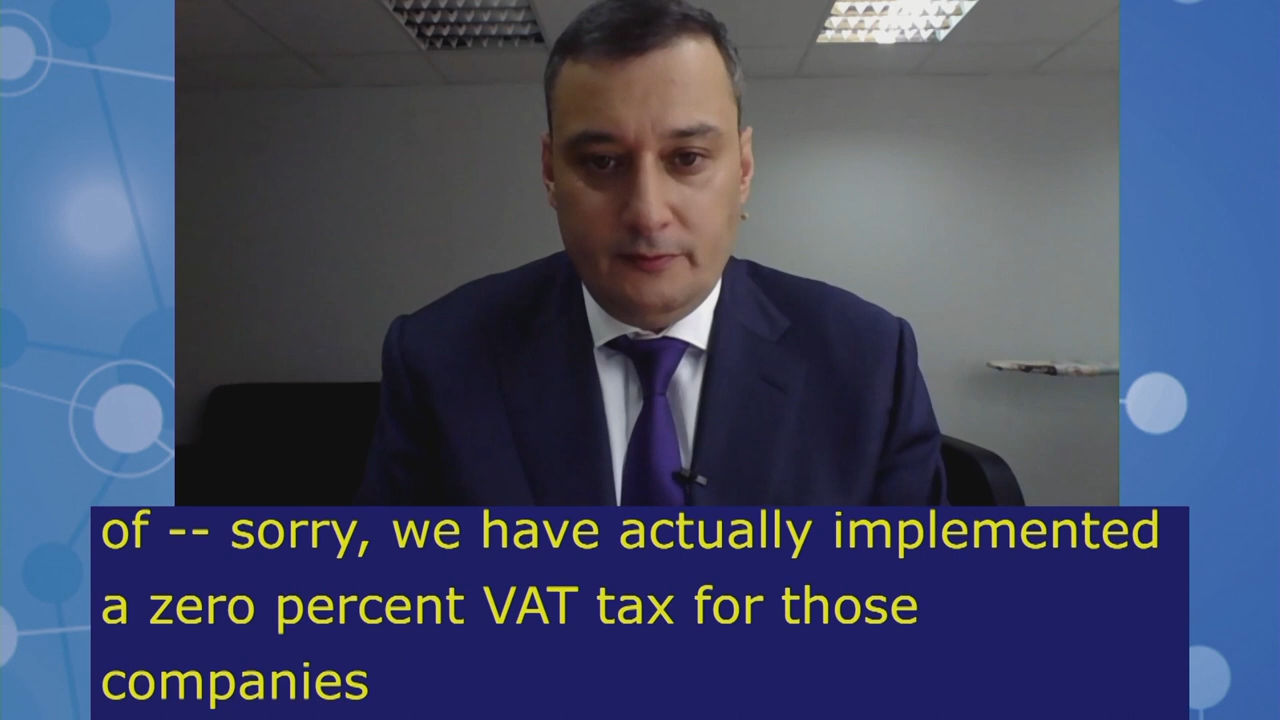 of -- sorry, we have actually implemented
a zero percent VAT tax for those
companies